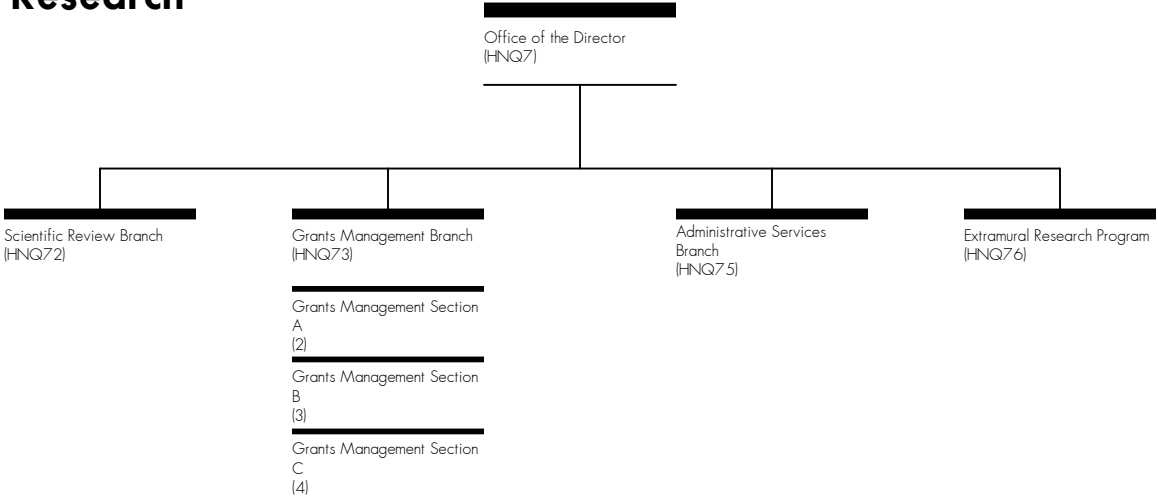 Research
Office of the Director
(HNQ7)
Scientific Review Branch
(HNQ72)
Grants Management Branch
(HNQ73)
Grants Management Section
A
(2)
Grants Management Section
B
(3)
Grants Management Section
C
(4)
Administrative Services
Branch
(HNQ75)
Extramural Research Program
(HNQ76)